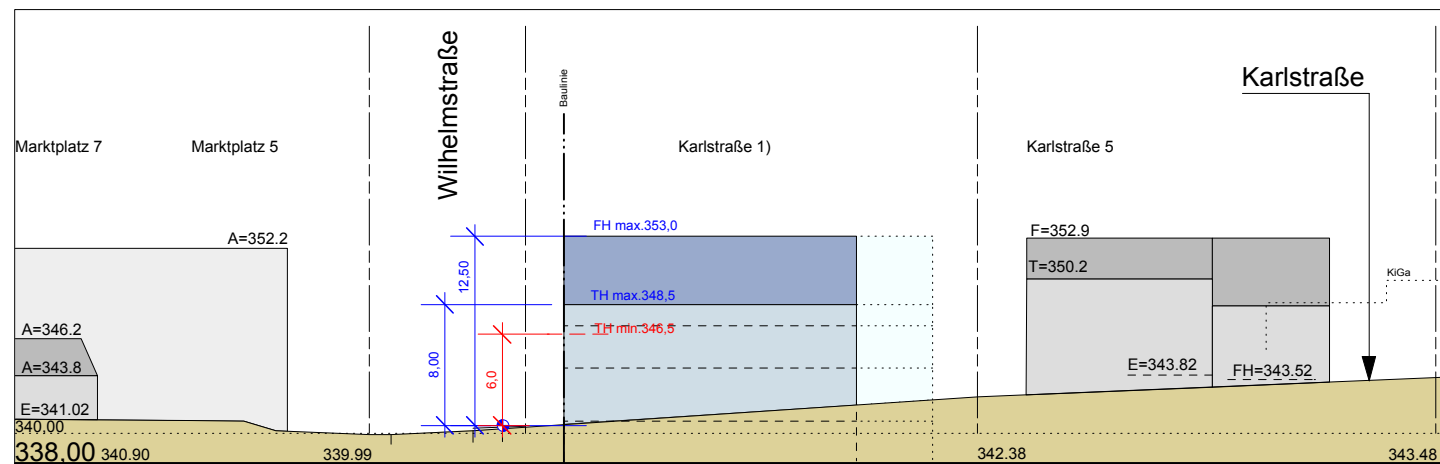 Wilhelmstraße
Baulinie
Karlstraße
Marktplatz 7
Marktplatz 5
Karlstraße 1)
Karlstraße 5
A=352.2
FH max.353,0
F=352.9
12,50
T=350.2
KiGa
TH max.348,5
A=346.2
TH min.346,5
8,00
6,0
A=343.8
E=343.82
FH=343.52
E=341.02
340,00
338,00
340.90
339.99
342.38
343.48